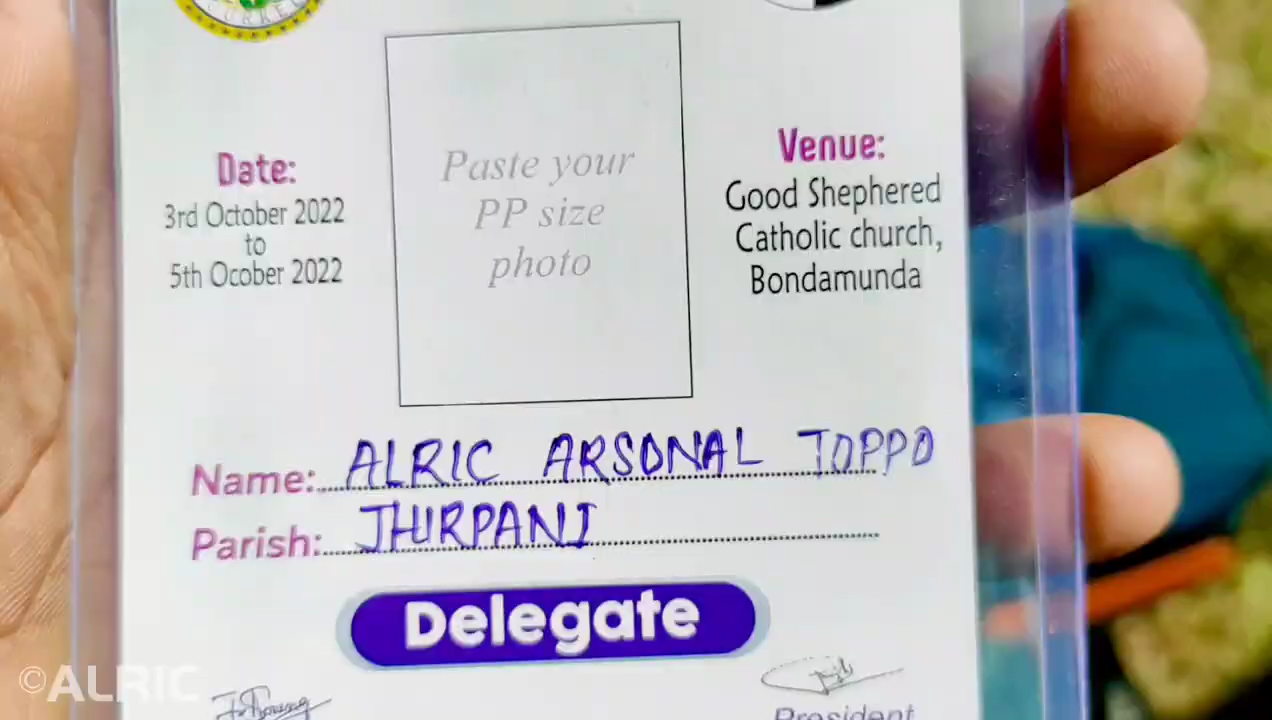 Date:
3rd October 2022
to
5th Ocober 2022
Paste your
PP size
photo
Venue:
Good Shephered
Catholic church,
Bondamunda
Name: ALRIC ARSONAL TOPPO
Parish: JHIRPANI
Delegate
President
©ALRIC